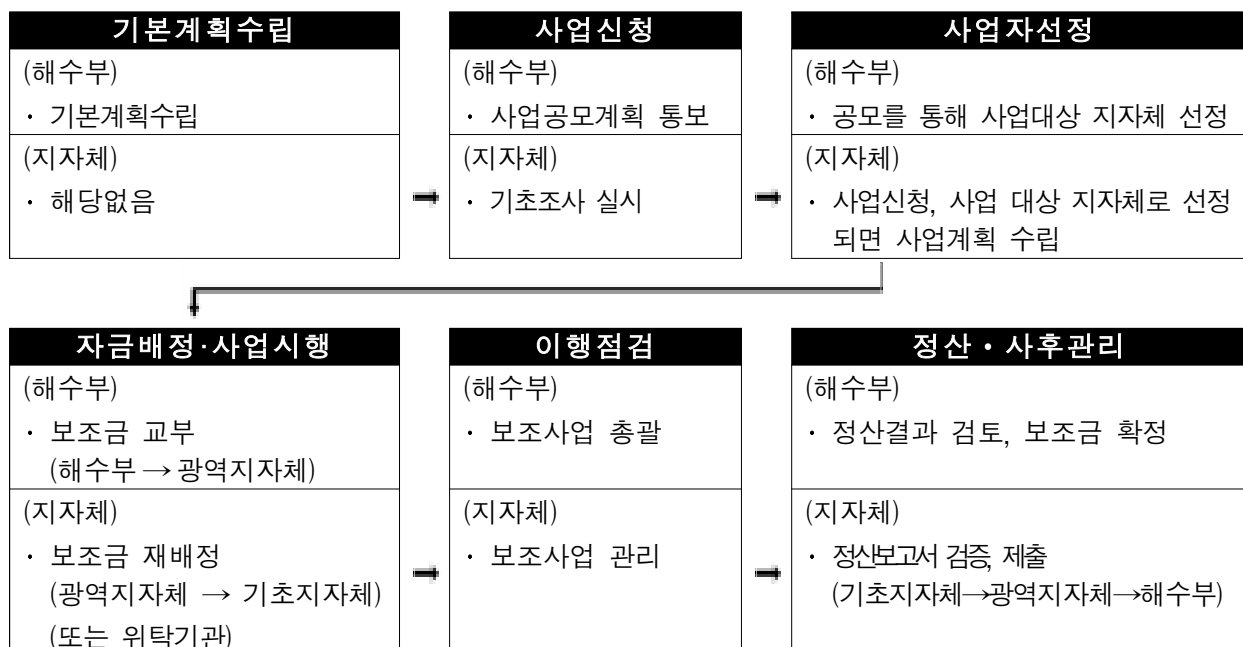 기본계획수립
(해수부)
· 기본계획수립
(지자체)
· 해당없음
사업신청
(해수부)
· 사업공모계획 통보
(지자체)
· 기초조사 실시
사업자선정
(해수부)
· 공모를 통해 사업대상 지자체 선정
(지자체)
· 사업신청, 사업 대상 지자체로 선정
되면 사업계획 수립
자금배정·사업시행
(해수부)
· 보조금 교부
(해수부→광역지자체)
(지자체)
· 보조금 재배정
(광역지자체 → 기초지자체)
(또는 위탁기관)
이행점검
(해수부)
· 보조사업 총괄
(지자체)
· 보조사업 관리
정산·사후관리
(해수부)
· 정산결과 검토, 보조금 확정
(지자체)
· 정산보고서 검증, 제출
(기초지자체→광역지자체→해수부)